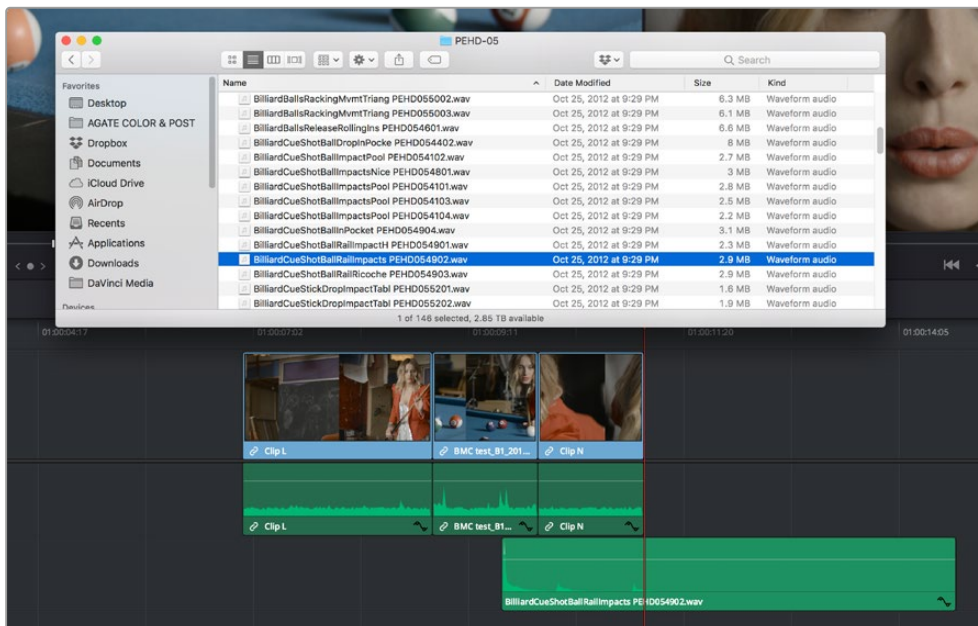 PEHD-05
Search
Favorites
Desktop
AGATE COLOR & POST
Dropbox
Documents
iCloud Drive
AirDrop
Recents
Applications
Downloads
DaVinci Media
Devices
Name Date Modified Size Kind
BilliardBallsRackingMvmtTriang PEHD055002.wav Oct 25, 2012 at 9:29 PM 6.3 MB Waveform audio
BilliardBallsRackingMvmtTriang PEHD055003.wav Oct 25, 2012 at 9:29 PM 6.1 MB Waveform audio
BilliardBallsReleaseRollingIns PEHD054601.wav Oct 25, 2012 at 9:29 PM 6.6 MB Waveform audio
BilliardCueShotBallDropInPocke PEHD054402.wav Oct 25, 2012 at 9:29 PM 8 MB Waveform audio
BilliardCueShotBallImpactPool PEHD054102.wav Oct 25, 2012 at 9:29 PM 2.7 MB Waveform audio
BilliardCueShotBallImpactsNice PEHD054801.wav Oct 25, 2012 at 9:29 PM 3 MB Waveform audio
BilliardCueShotBallImpactsPool PEHD054101.wav Oct 25, 2012 at 9:29 PM 2.8 MB Waveform audio
BilliardCueShotBallImpactsPool PEHD054103.wav Oct 25, 2012 at 9:29 PM 2.5 MB Waveform audio
BilliardCueShotBallImpactsPool PEHD054104.wav Oct 25, 2012 at 9:29 PM 2.2 MB Waveform audio
BilliardCueShotBallInPocket PEHD054904.wav Oct 25, 2012 at 9:29 PM 3.1 MB Waveform audio
BilliardCueShotBallRailImpactH PEHD054901.wav Oct 25, 2012 at 9:29 PM 2.3 MB Waveform audio
BilliardCueShotBallRailImpacts PEHD054902.wav Oct 25, 2012 at 9:29 PM 2.9 MB Waveform audio
BilliardCueShotBallRailRicoche PEHD054903.wav Oct 25, 2012 at 9:29 PM 2.9 MB Waveform audio
BilliardCueStickDropImpactTabl PEHD055201.wav Oct 25, 2012 at 9:29 PM 1.6 MB Waveform audio
BilliardCueStickDropImpactTabl PEHD055202.wav Oct 25, 2012 at 9:29 PM 1.9 MB Waveform audio
1 of 146 selected, 2.85 TB available
01:00:04:17 01:00:07:02 01:00:09:11 01:00:11:20 01:00:14:05
Clip L BMC test_B1_201... Clip N
Clip L BMC test_B1... Clip N
BilliardCueShotBallRailImpacts PEHD054902.wav